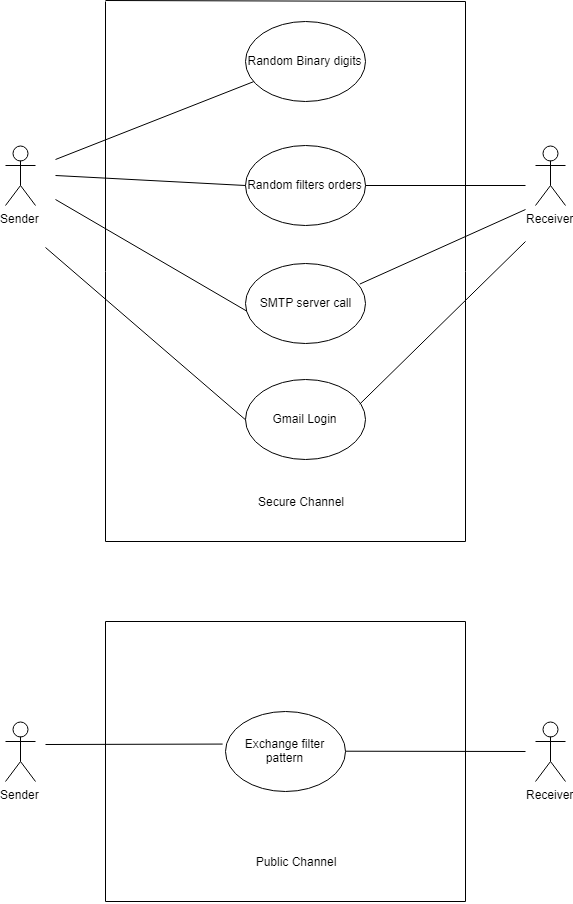 Random Binary digits
Sender
Random filters orders
Receiver
SMTP server call
Gmail Login
Secure Channel
Sender
Exchange filter
pattern
Receiver
Public Channel